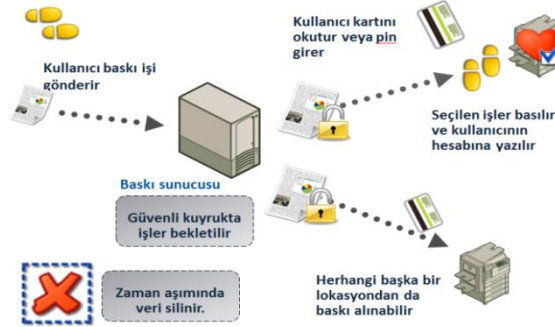 Kullanıcı kartını
okutur veya pin
girer
Kullanıcı baskı işi
gönderir
Seçilen işler basılır
ve kullanıcının
hesabına yazılır
Baskı sunucusu
Güvenli kuyrukta
işler bekletilir
Zaman aşımında
veri silinir.
Herhangi başka bir
lokasyondan da
baskı alınabilir